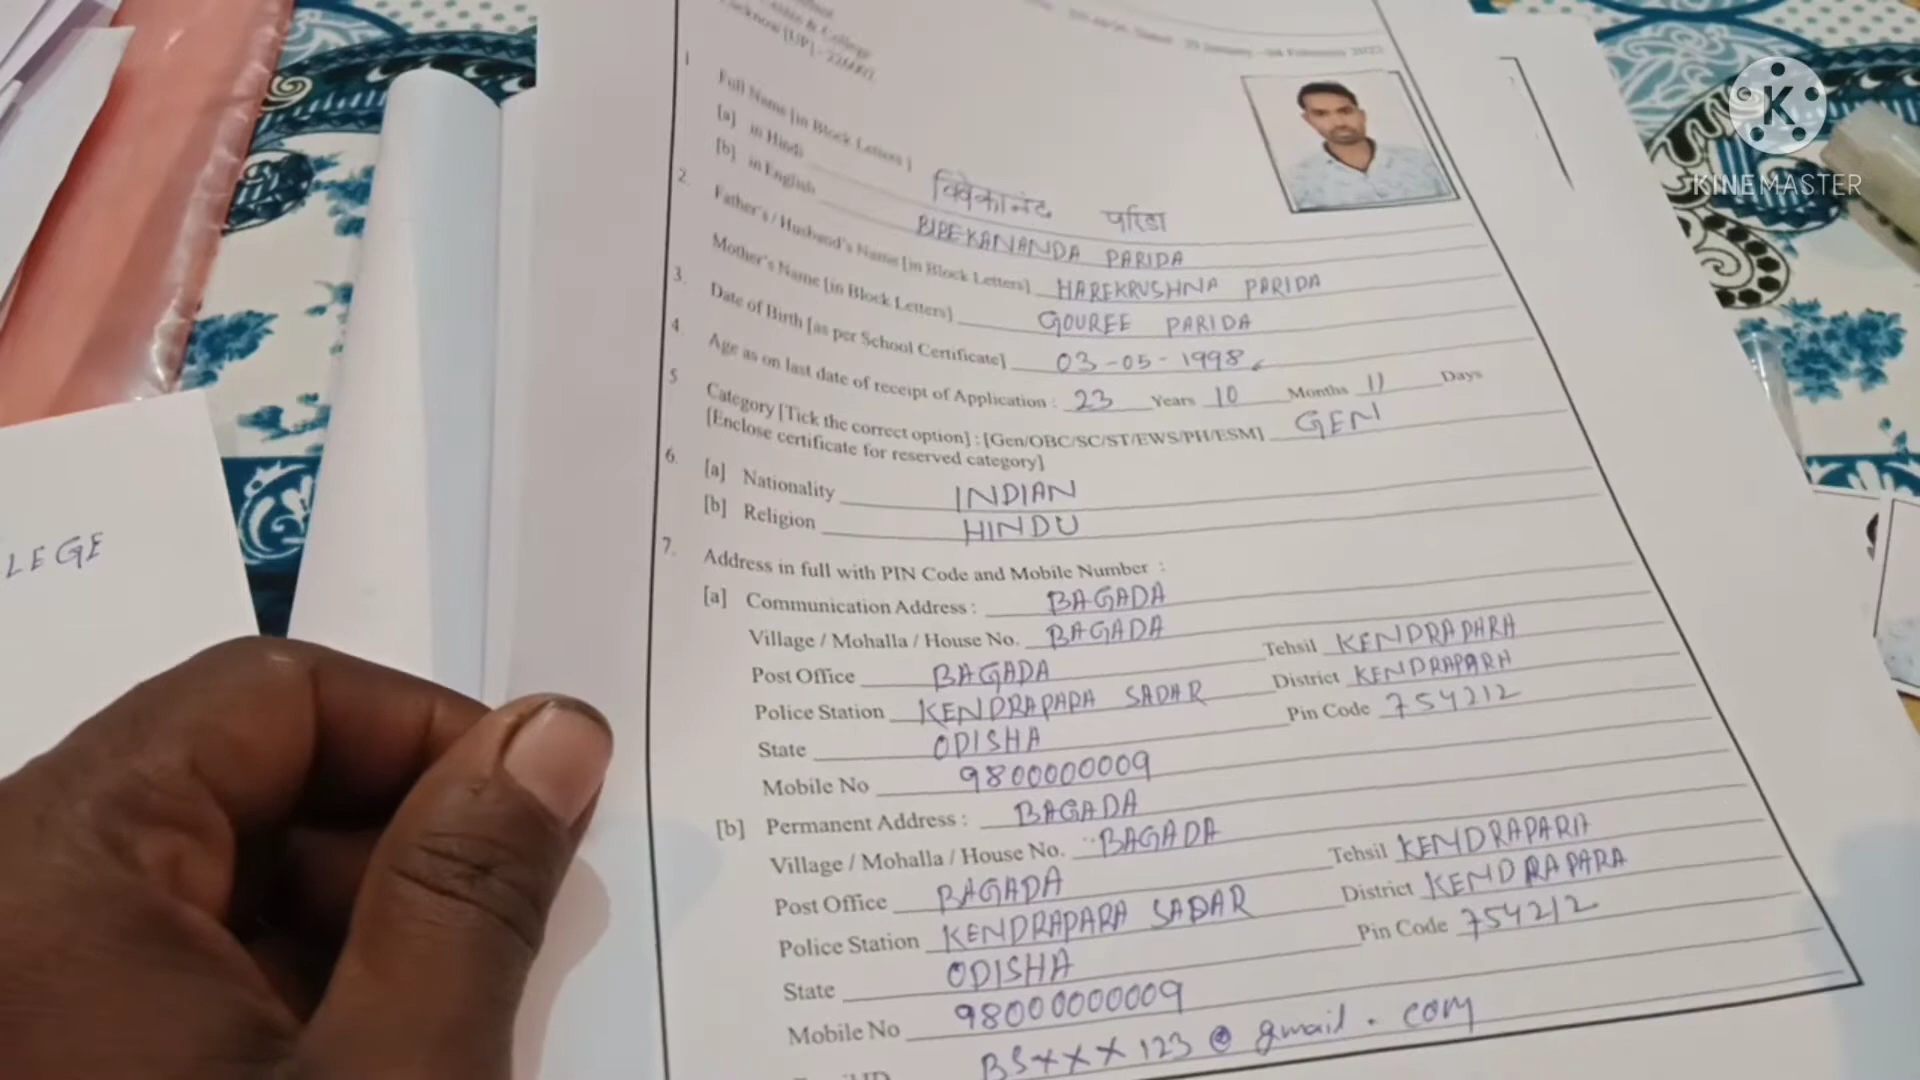 & College
Lucknow [UP] - 226002
1 Full Name [in Block Letters]
[a] in Hindi विवेकानंद परिडा
[b] in English BIBEKANANDA PARIDA
2. Father's / Husband's Name [in Block Letters] HAREKRUSHNA PARIDA
Mother's Name [in Block Letters] GOUREE PARIDA
3. Date of Birth [as per School Certificate] 03-05-1998
4. Age as on last date of receipt of Application : 23 Years 10 Months 11 Days
5 Category [Tick the correct option] : [Gen/OBC/SC/ST/EWS/PH/ESM] GEN
[Enclose certificate for reserved category]
6. [a] Nationality INDIAN
[b] Religion HINDU
7. Address in full with PIN Code and Mobile Number :
[a] Communication Address : BAGADA
Village / Mohalla / House No. BAGADA
Post Office BAGADA Tehsil KENDRAPARA
Police Station KENDRAPARA SADAR District KENDRAPARA
State ODISHA Pin Code 754212
Mobile No 9800000009
[b] Permanent Address : BAGADA
Village / Mohalla / House No. BAGADA
Post Office BAGADA Tehsil KENDRAPARA
Police Station KENDRAPARA SADAR District KENDRAPARA
State ODISHA Pin Code 754212
Mobile No 98000000009
BSXXX123@gmail.com
LEGE
K
KINEMASTER